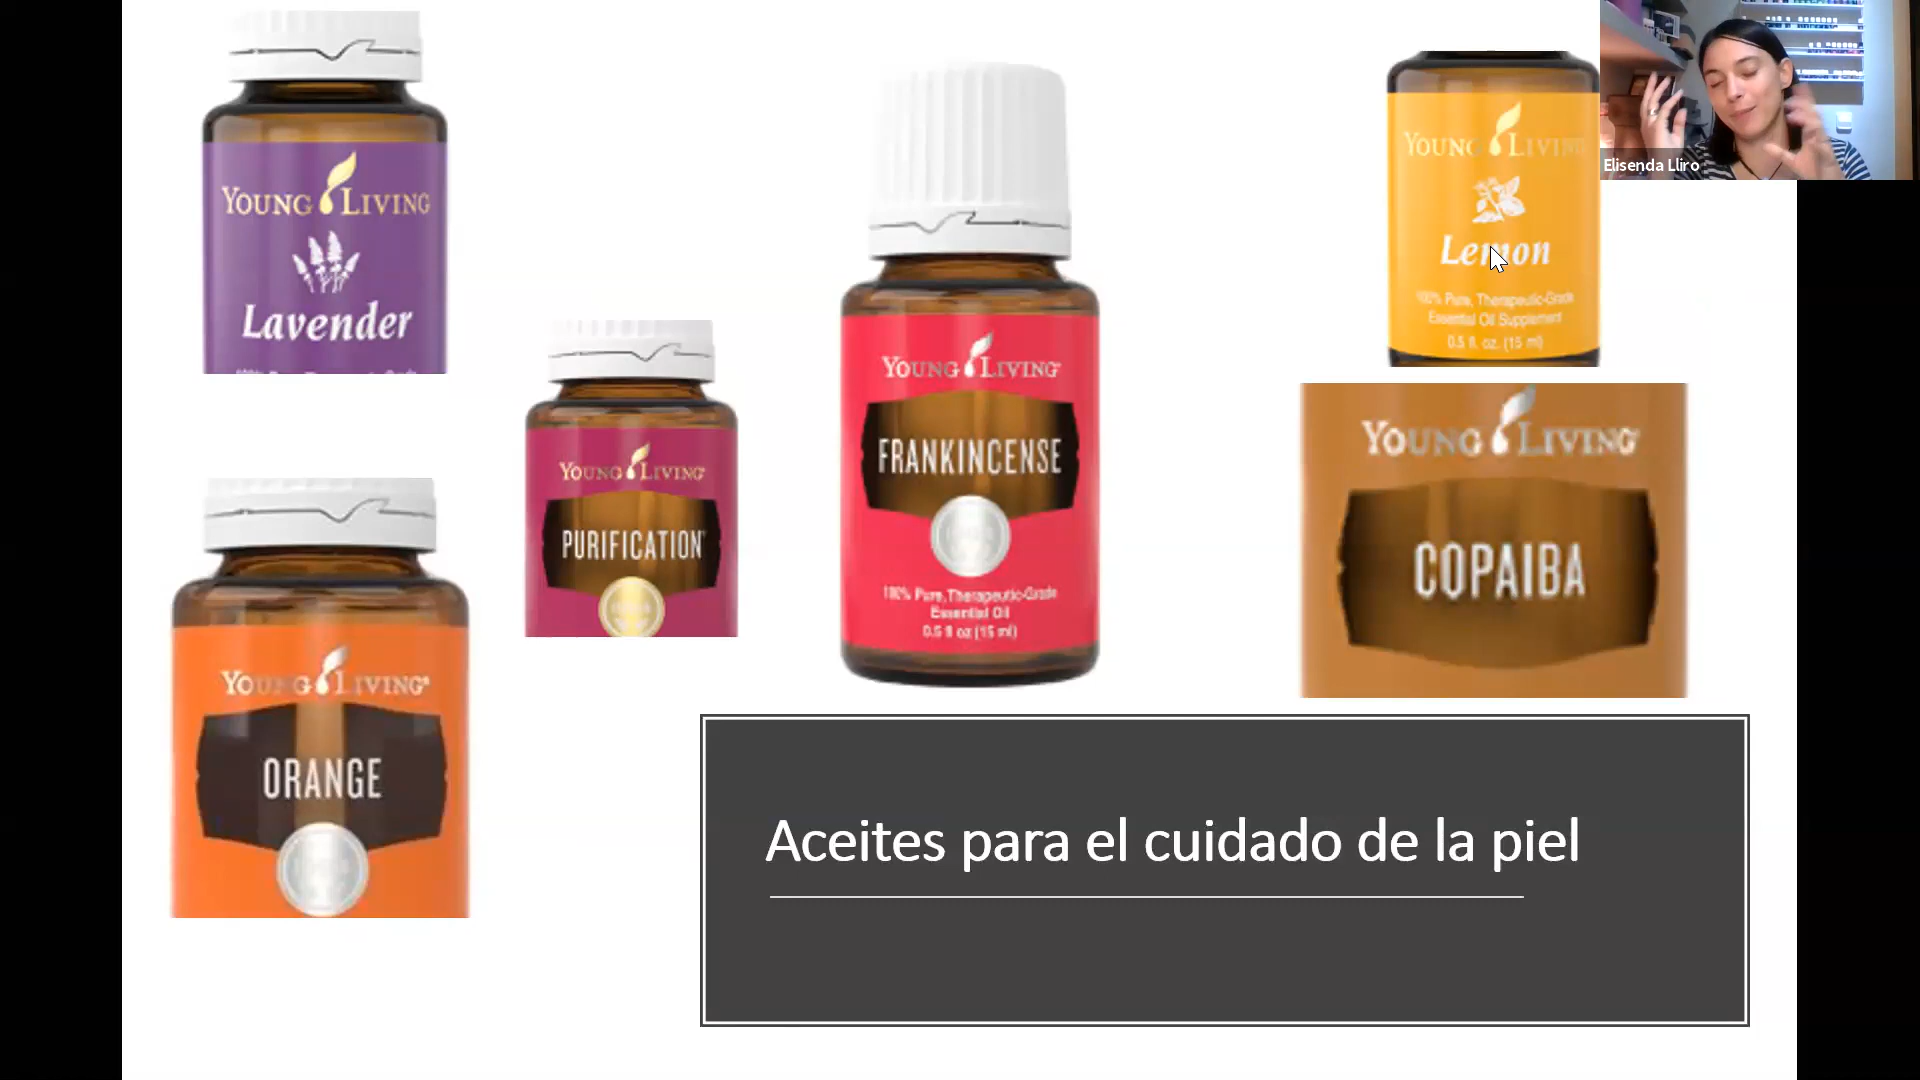 YOUNG LIVING
Lavender
YOUNG LIVING
PURIFICATION
YOUNG LIVING
FRANKINCENSE
100% Pure, Therapeutic-Grade
Essential Oil
0.5 fl oz (15 ml)
YOUNG LIVING
Lemon
100% Pure, Therapeutic-Grade
Essential Oil Supplement
0.5 fl. oz. (15 ml)
Elisenda Lliro
YOUNG LIVING
COPAIBA
YOUNG LIVING
ORANGE
Aceites para el cuidado de la piel